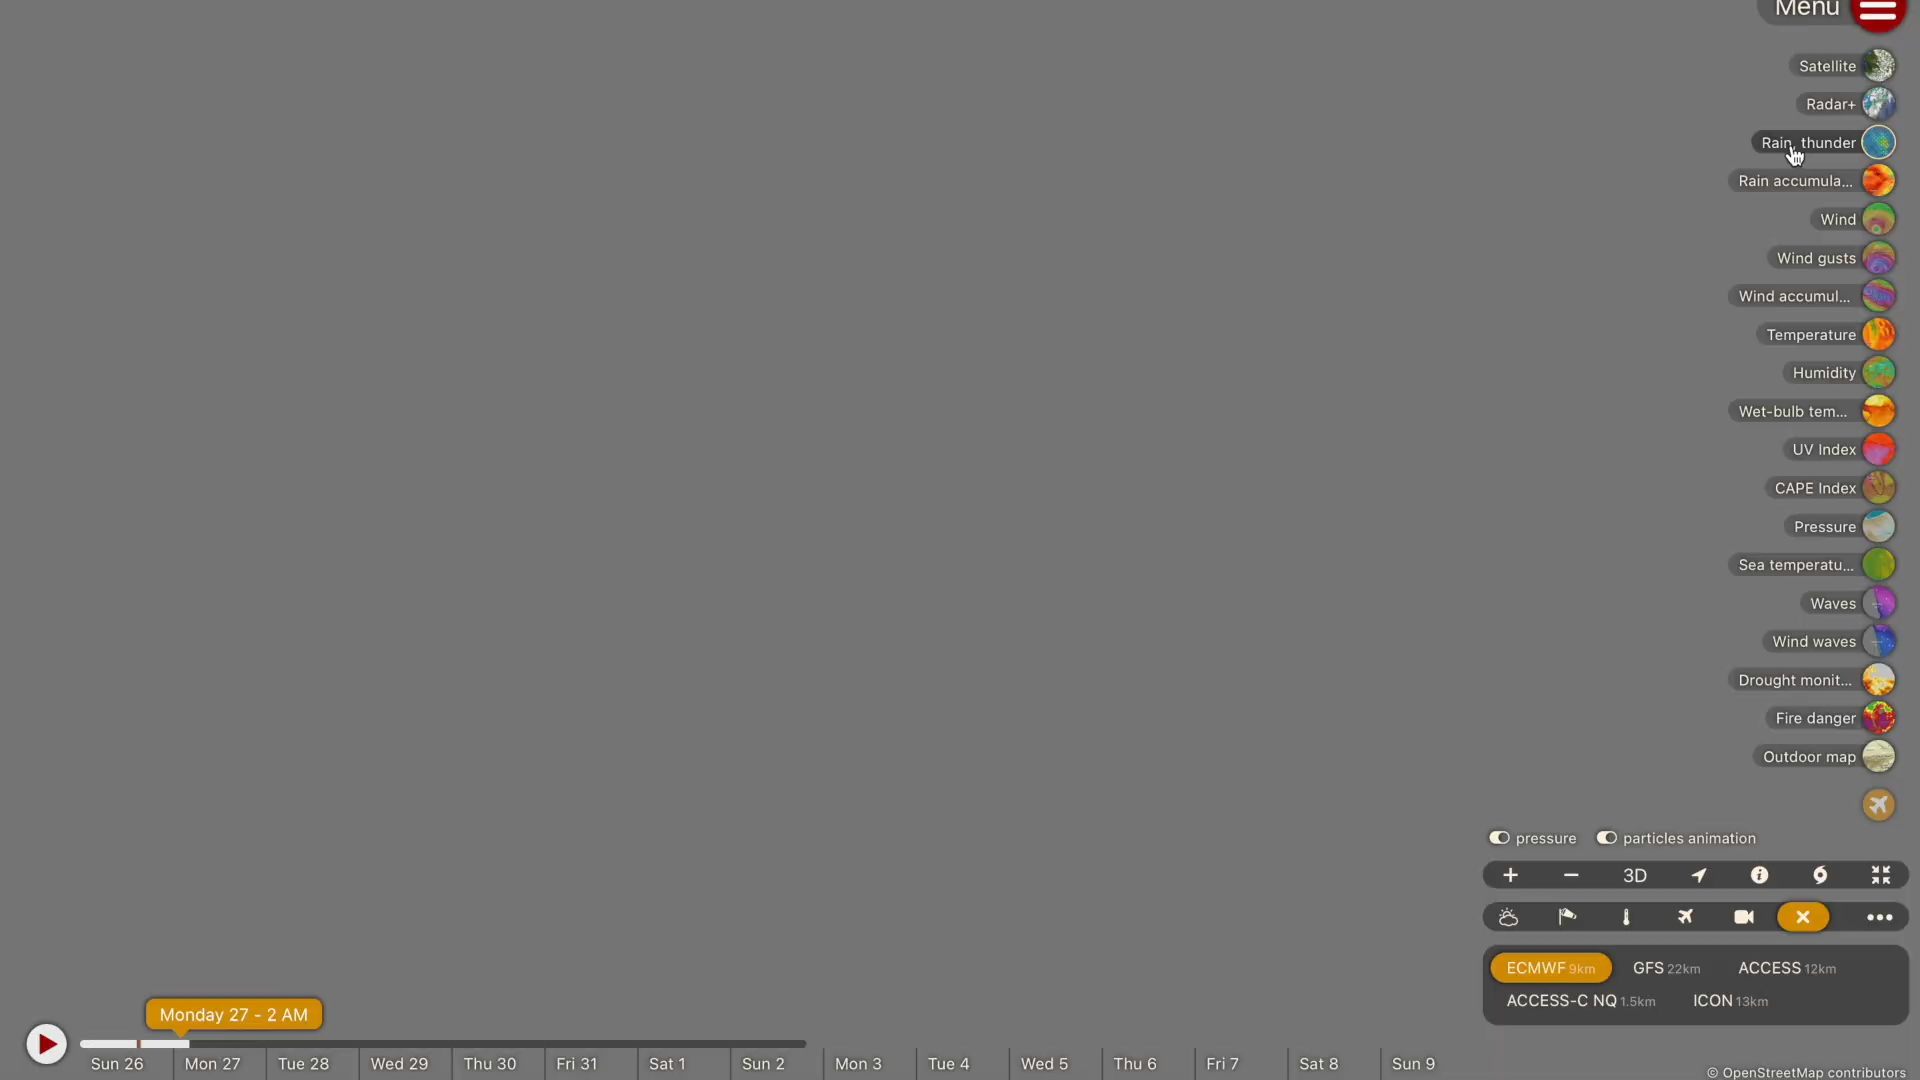 Menu
Satellite
Radar+
Rain, thunder
Rain accumula...
Wind
Wind gusts
Wind accumul...
Temperature
Humidity
Wet-bulb tem...
UV Index
CAPE Index
Pressure
Sea temperatu...
Waves
Wind waves
Drought monit...
Fire danger
Outdoor map
pressure particles animation
+ − 3D
ECMWF 9km GFS 22km ACCESS 12km
ACCESS-C NQ 1.5km ICON 13km
Monday 27 - 2 AM
Sun 26 Mon 27 Tue 28 Wed 29 Thu 30 Fri 31 Sat 1 Sun 2 Mon 3 Tue 4 Wed 5 Thu 6 Fri 7 Sat 8 Sun 9
© OpenStreetMap contributors